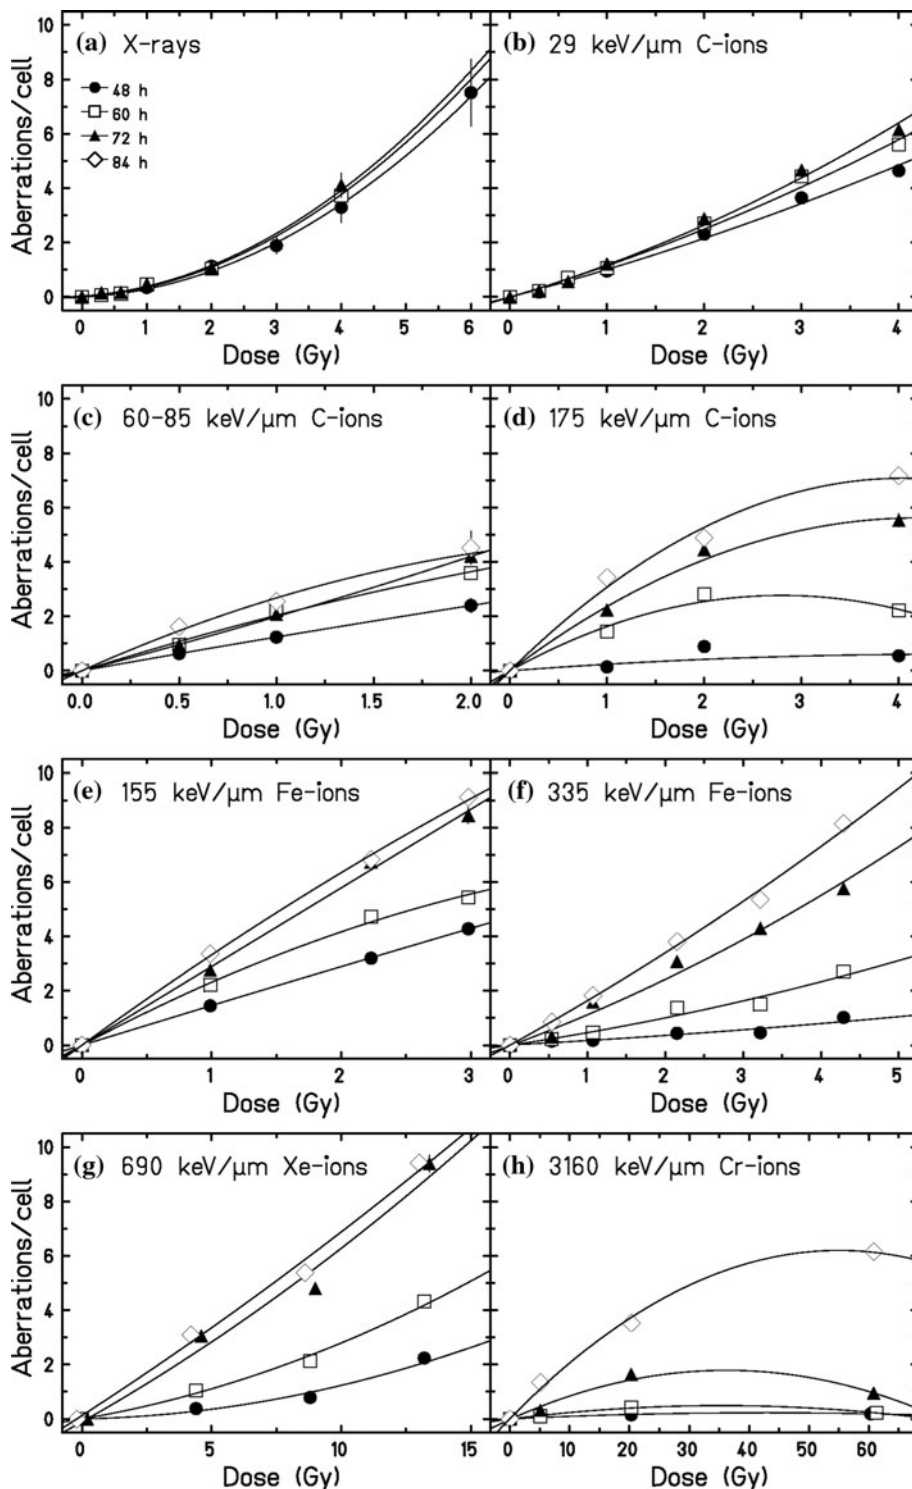 (a) X-rays
48 h
60 h
72 h
84 h
Aberrations/cell
10
8
6
4
2
0
0 1 2 3 4 5 6
Dose (Gy)
(b) 29 keV/μm C-ions
0 1 2 3 4
Dose (Gy)
(c) 60-85 keV/μm C-ions
Aberrations/cell
10
8
6
4
2
0
0.0 0.5 1.0 1.5 2.0
Dose (Gy)
(d) 175 keV/μm C-ions
0 1 2 3 4
Dose (Gy)
(e) 155 keV/μm Fe-ions
Aberrations/cell
10
8
6
4
2
0
0 1 2 3
Dose (Gy)
(f) 335 keV/μm Fe-ions
0 1 2 3 4 5
Dose (Gy)
(g) 690 keV/μm Xe-ions
Aberrations/cell
10
8
6
4
2
0
0 5 10 15
Dose (Gy)
(h) 3160 keV/μm Cr-ions
0 10 20 30 40 50 60
Dose (Gy)